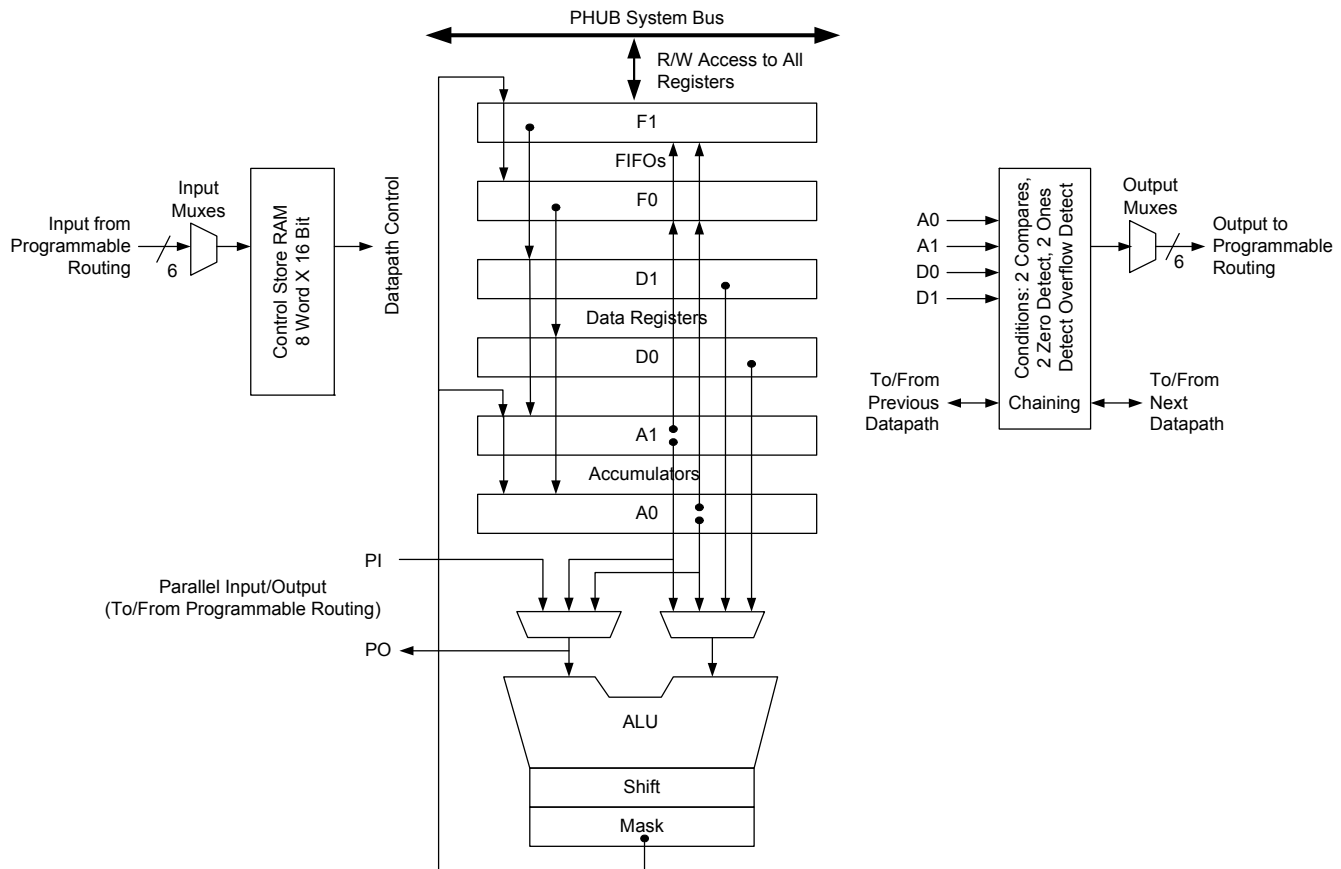 PHUB System Bus
R/W Access to All
Registers
F1
FIFOs
F0
D1
Data Registers
D0
A1
Accumulators
A0
Input from
Programmable
Routing
6
Input
Muxes
Control Store RAM
8 Word X 16 Bit
Datapath Control
A0
A1
D0
D1
Conditions: 2 Compares,
2 Zero Detect, 2 Ones
Detect Overflow Detect
Output
Muxes
6
Output to
Programmable
Routing
To/From
Previous
Datapath
Chaining
To/From
Next
Datapath
PI
Parallel Input/Output
(To/From Programmable Routing)
PO
ALU
Shift
Mask